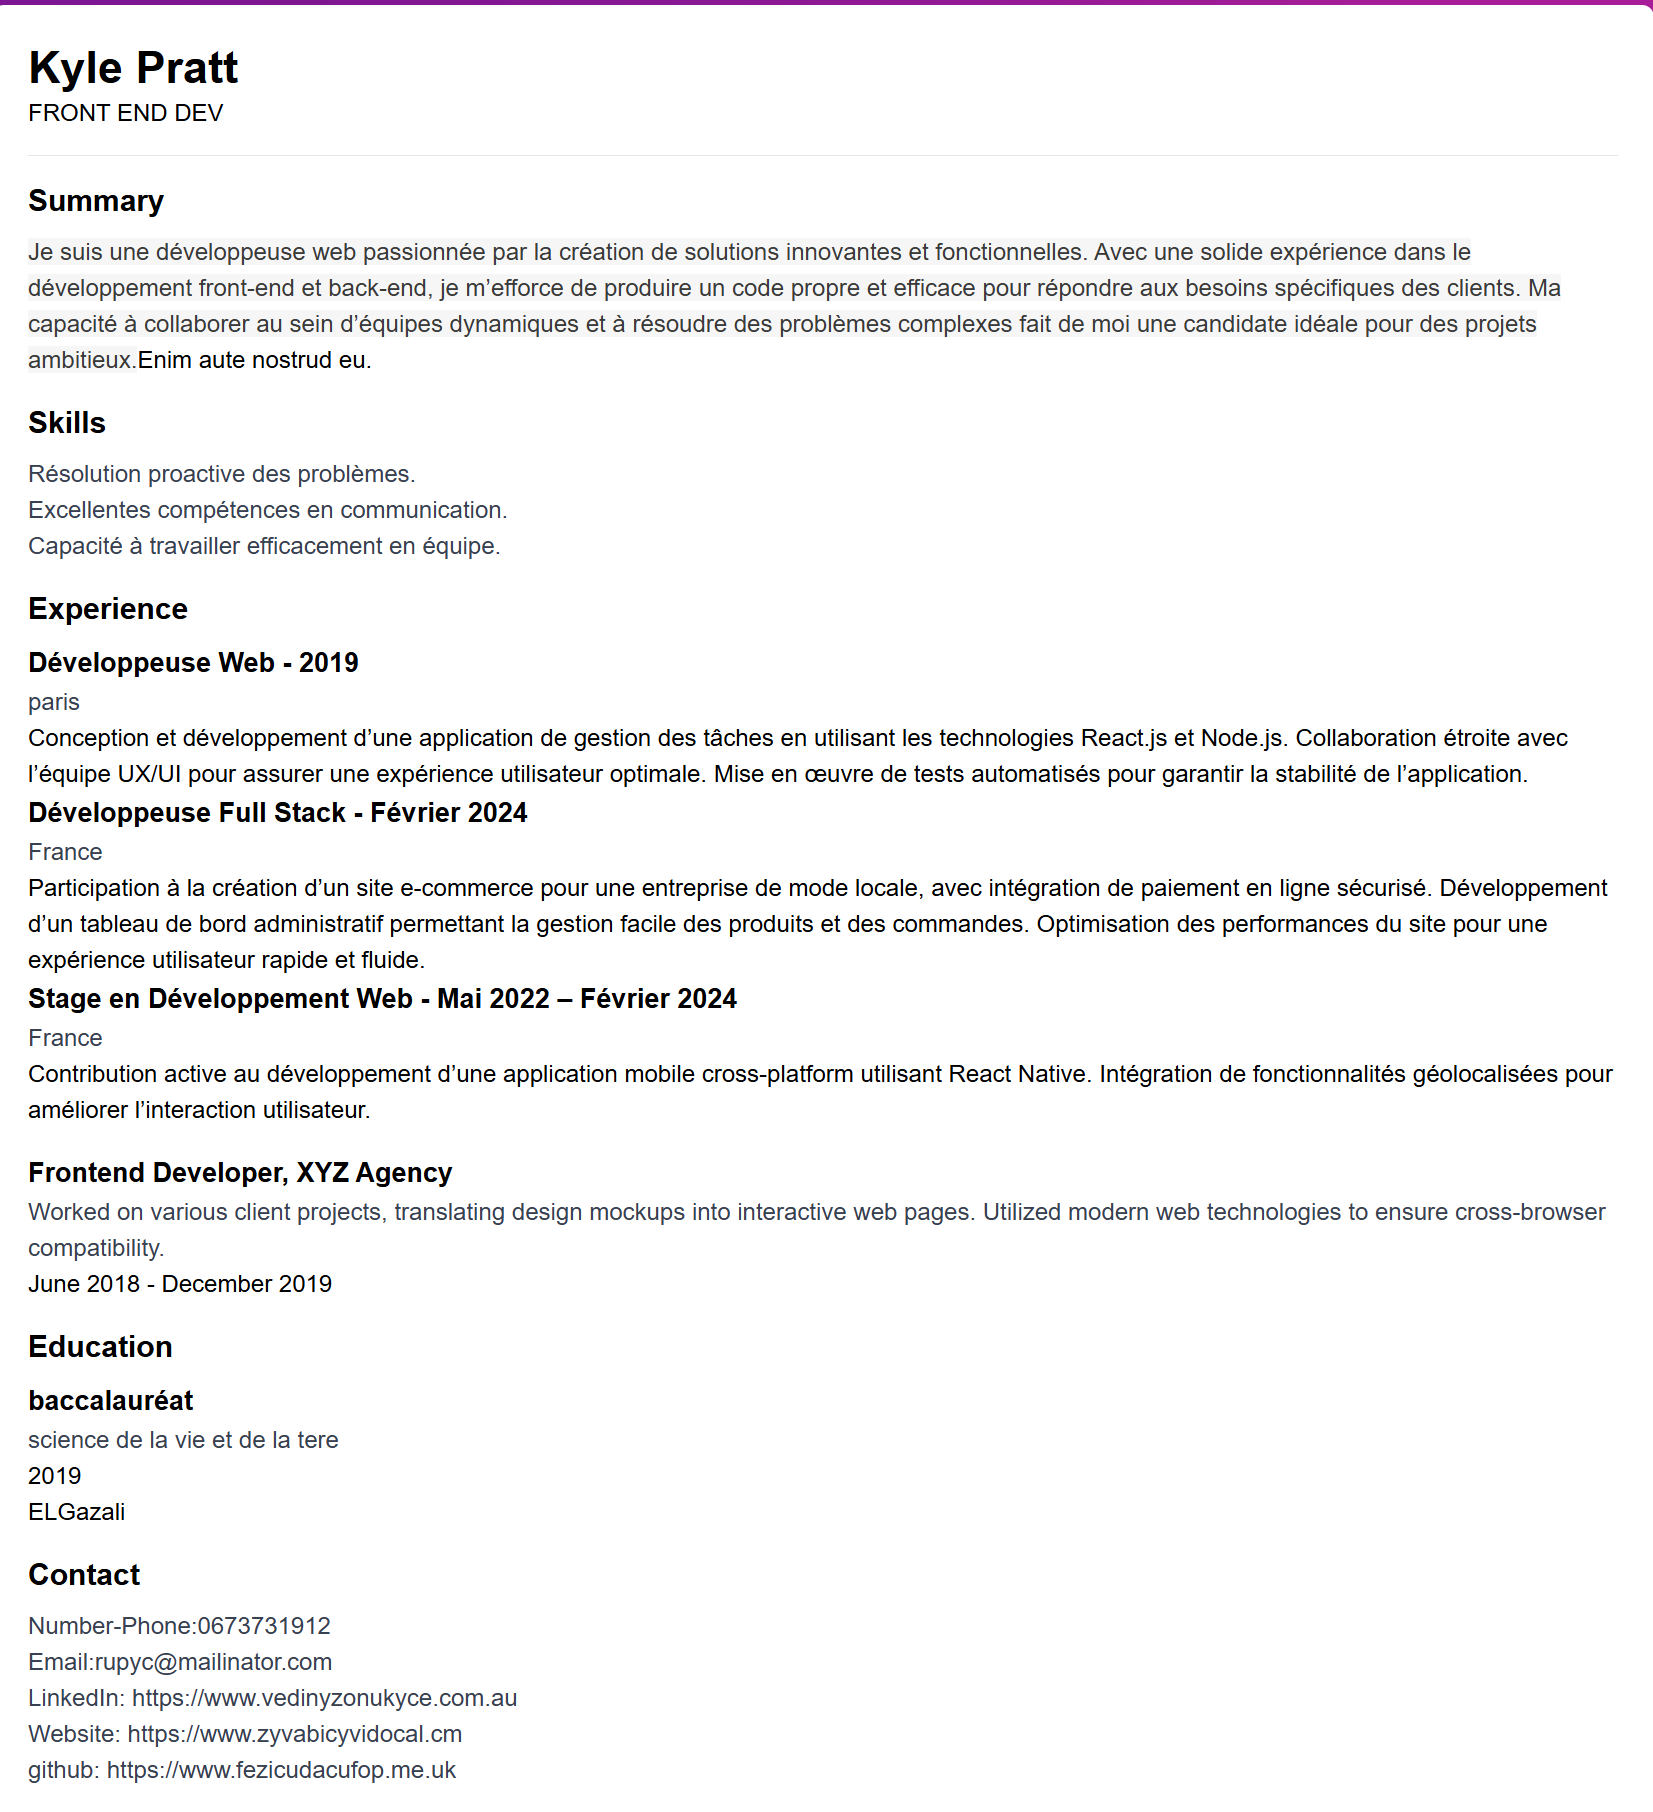 Kyle Pratt
FRONT END DEV
Summary
Je suis une développeuse web passionnée par la création de solutions innovantes et fonctionnelles. Avec une solide expérience dans le
développement front-end et back-end, je m’efforce de produire un code propre et efficace pour répondre aux besoins spécifiques des clients. Ma
capacité à collaborer au sein d’équipes dynamiques et à résoudre des problèmes complexes fait de moi une candidate idéale pour des projets
ambitieux.Enim aute nostrud eu.
Skills
Résolution proactive des problèmes.
Excellentes compétences en communication.
Capacité à travailler efficacement en équipe.
Experience
Développeuse Web - 2019
paris
Conception et développement d’une application de gestion des tâches en utilisant les technologies React.js et Node.js. Collaboration étroite avec
l’équipe UX/UI pour assurer une expérience utilisateur optimale. Mise en œuvre de tests automatisés pour garantir la stabilité de l’application.
Développeuse Full Stack - Février 2024
France
Participation à la création d’un site e-commerce pour une entreprise de mode locale, avec intégration de paiement en ligne sécurisé. Développement
d’un tableau de bord administratif permettant la gestion facile des produits et des commandes. Optimisation des performances du site pour une
expérience utilisateur rapide et fluide.
Stage en Développement Web - Mai 2022 – Février 2024
France
Contribution active au développement d’une application mobile cross-platform utilisant React Native. Intégration de fonctionnalités géolocalisées pour
améliorer l’interaction utilisateur.
Frontend Developer, XYZ Agency
Worked on various client projects, translating design mockups into interactive web pages. Utilized modern web technologies to ensure cross-browser
compatibility.
June 2018 - December 2019
Education
baccalauréat
science de la vie et de la tere
2019
ELGazali
Contact
Number-Phone:0673731912
Email:rupyc@mailinator.com
LinkedIn: https://www.vedinyzonukyce.com.au
Website: https://www.zyvabicyvidocal.cm
github: https://www.fezicudacufop.me.uk